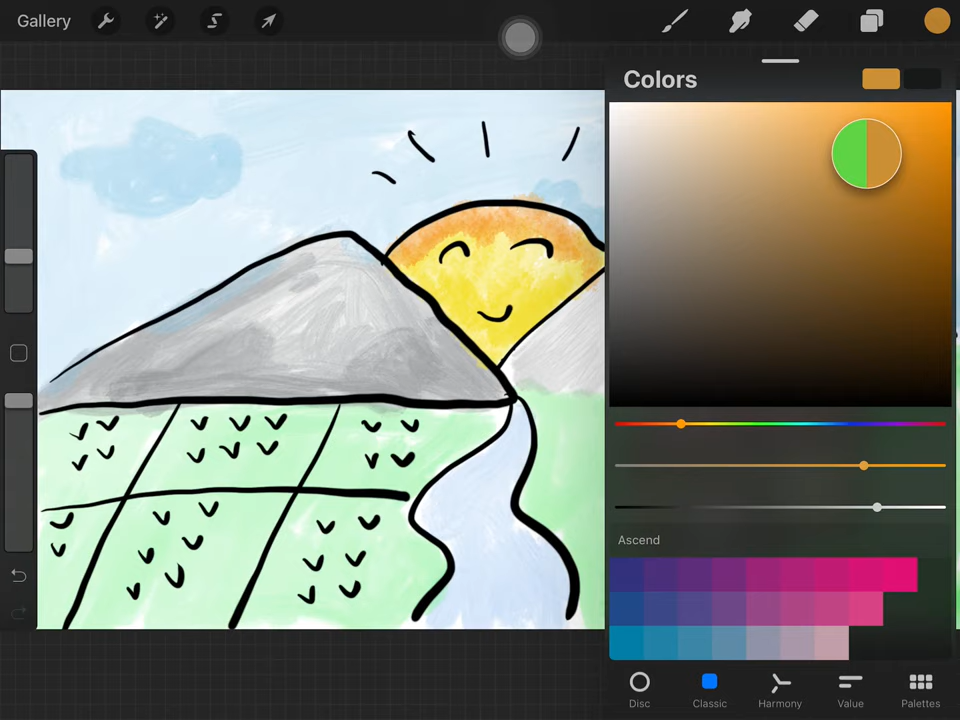 Gallery
Colors
Ascend
Disc
Classic
Harmony
Value
Palettes